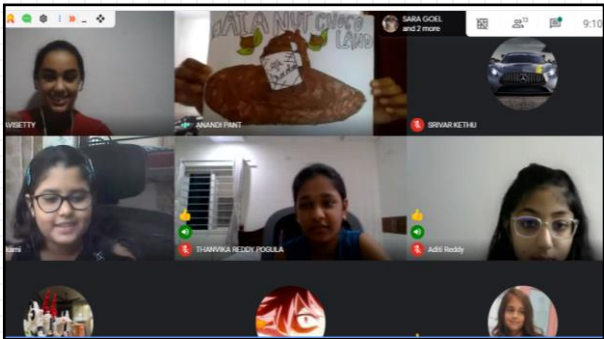 SARA GOEL
and 2 more
13
9:10
NUT CHOCO
LAND
AVISETTY
ANANDI PANT
SRIVAR KETHU
THANVIKA REDDY POGULA
Aditi Reddy